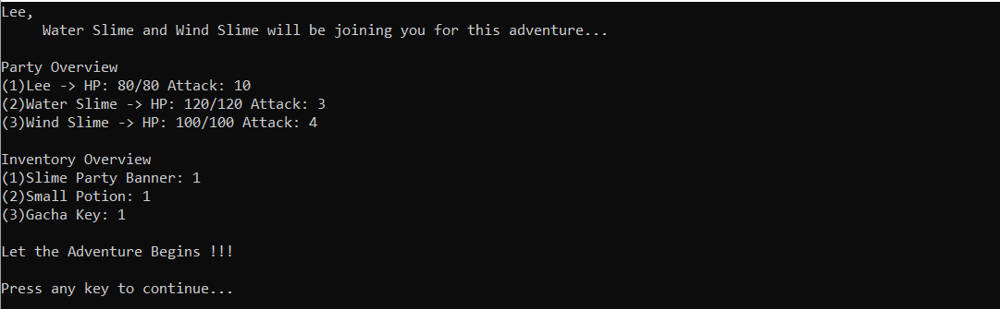 Lee,
Water Slime and Wind Slime will be joining you for this adventure...
Party Overview
(1)Lee -> HP: 80/80 Attack: 10
(2)Water Slime -> HP: 120/120 Attack: 3
(3)Wind Slime -> HP: 100/100 Attack: 4
Inventory Overview
(1)Slime Party Banner: 1
(2)Small Potion: 1
(3)Gacha Key: 1
Let the Adventure Begins !!!
Press any key to continue...